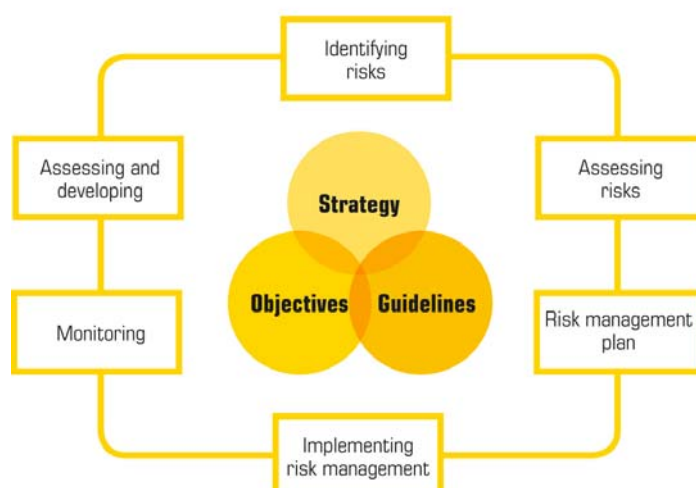 Identifying
risks
Assessing and
developing
Assessing
risks
Strategy
Objectives
Guidelines
Monitoring
Risk management
plan
Implementing
risk management